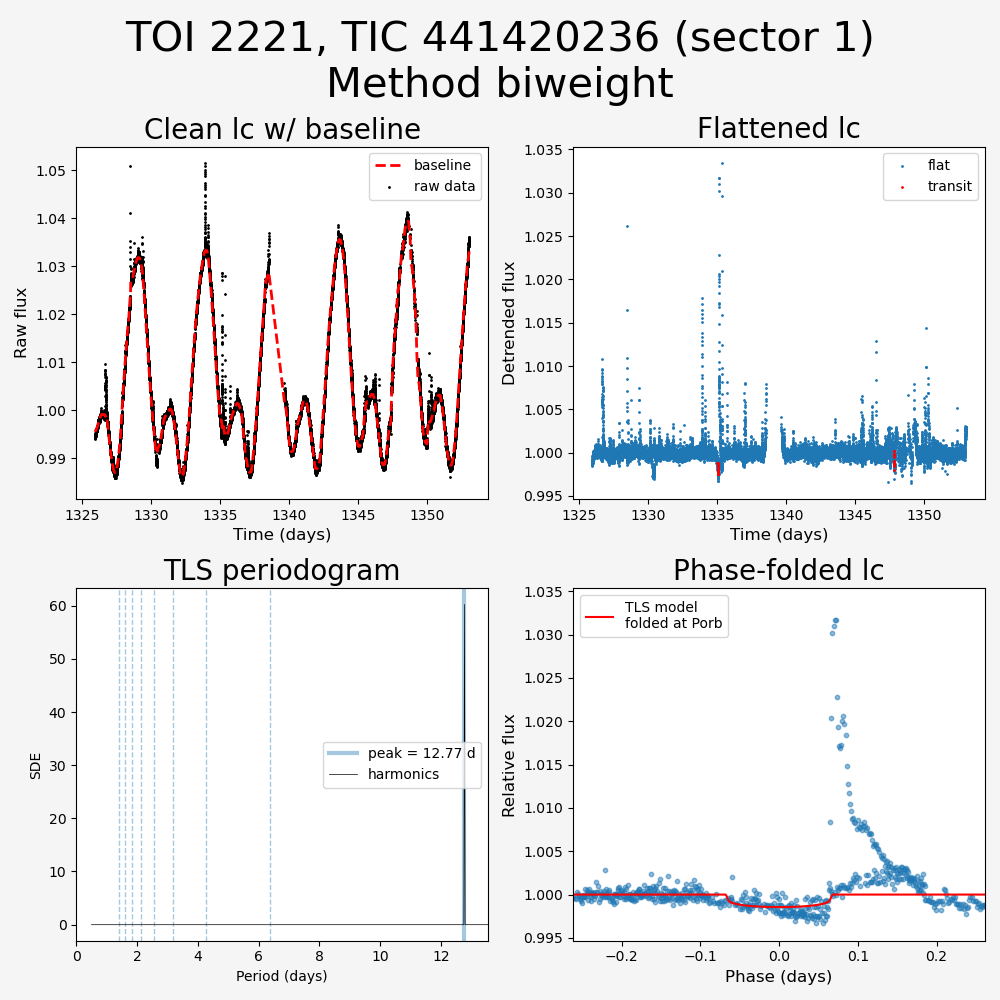 TOI 2221, TIC 441420236 (sector 1)
Method biweight
Clean lc w/ baseline
Raw flux
1.05
1.04
1.03
1.02
1.01
1.00
0.99
baseline
raw data
1325
1330
1335
1340
1345
1350
Time (days)
Flattened lc
Detrended flux
1.035
1.030
1.025
1.020
1.015
1.010
1.005
1.000
0.995
flat
transit
1325
1330
1335
1340
1345
1350
Time (days)
TLS periodogram
SDE
60
50
40
30
20
10
0
peak = 12.77 d
harmonics
0
2
4
6
8
10
12
Period (days)
Phase-folded lc
Relative flux
1.035
1.030
1.025
1.020
1.015
1.010
1.005
1.000
0.995
TLS model
folded at Porb
−0.2
−0.1
0.0
0.1
0.2
Phase (days)